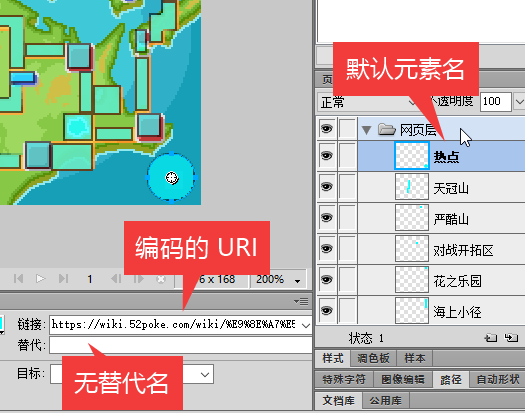 页
默认元素名
正常
不透明度
100
网页层
热点
天冠山
严酷山
对战开拓区
花之乐园
海上小径
状态 1
样式 调色板 样本
特殊字符 图像编辑 路径 自动形状
文档库 公用库
编码的 URI
1
6 x 168
200%
链接: https://wiki.52poke.com/wiki/%E9%8E%A7%E5
替代:
无替代名
目标: